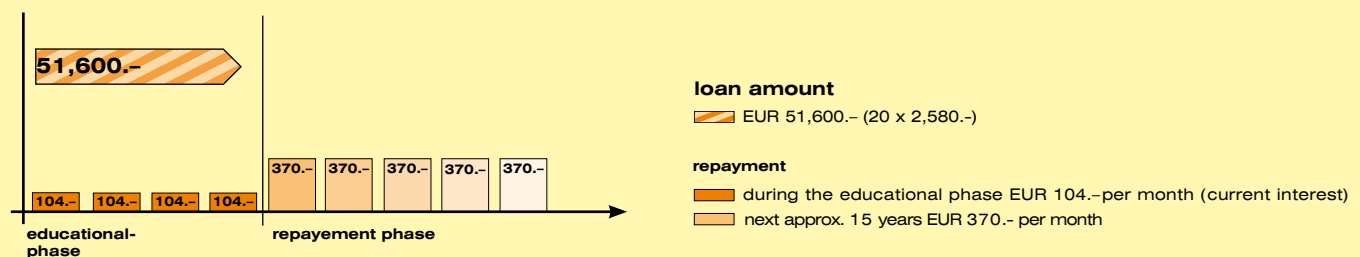 51,600.–
104.– 104.– 104.– 104.–
370.– 370.– 370.– 370.– 370.–
educational-
phase
repayement phase
loan amount
EUR 51,600.– (20 x 2,580.-)
repayment
during the educational phase EUR 104.–per month (current interest)
next approx. 15 years EUR 370.- per month